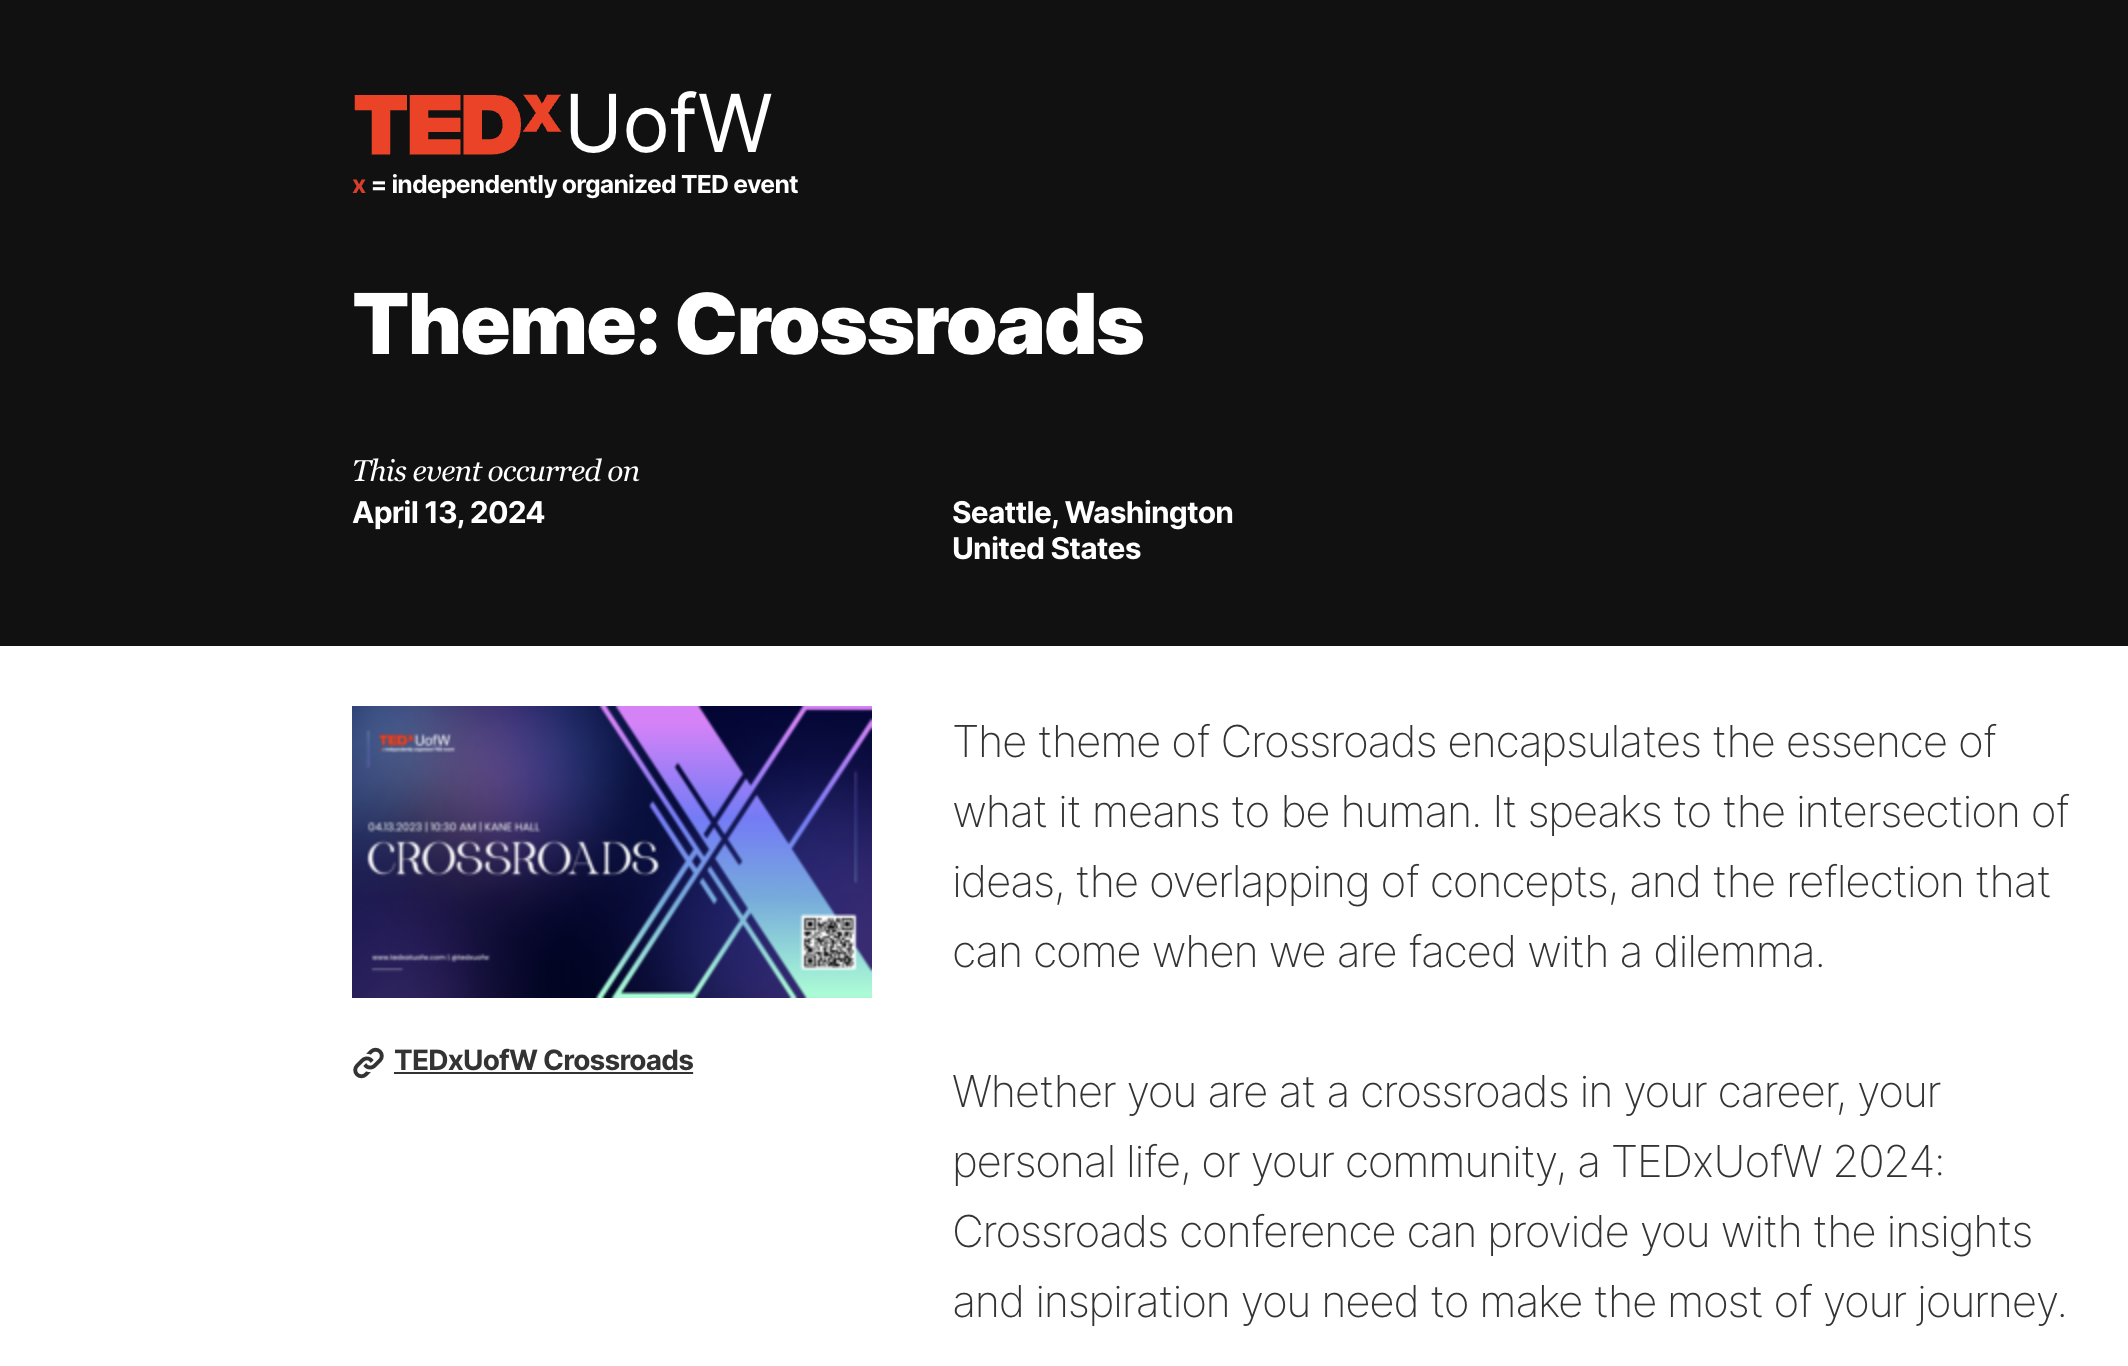 TEDxUofW
x = independently organized TED event
Theme: Crossroads
This event occurred on
April 13, 2024
Seattle, Washington
United States
TEDxUofW
04.13.2023 | 10:30 AM | KANE HALL
CROSSROADS
TEDxUofW Crossroads
The theme of Crossroads encapsulates the essence of
what it means to be human. It speaks to the intersection of
ideas, the overlapping of concepts, and the reflection that
can come when we are faced with a dilemma.
Whether you are at a crossroads in your career, your
personal life, or your community, a TEDxUofW 2024:
Crossroads conference can provide you with the insights
and inspiration you need to make the most of your journey.